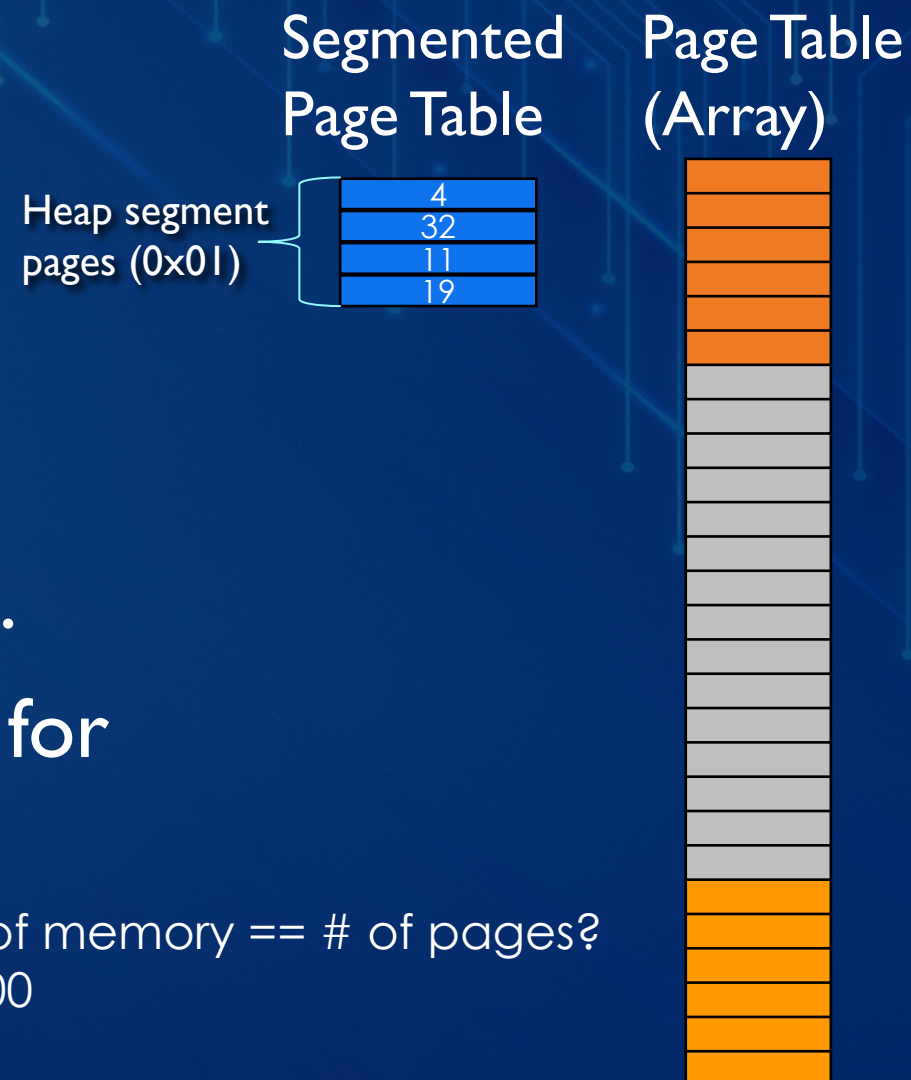 Segmented
Page Table
Page Table
(Array)
Heap segment
pages (0x01)
4
32
11
19
.
for
of memory == # of pages?
00